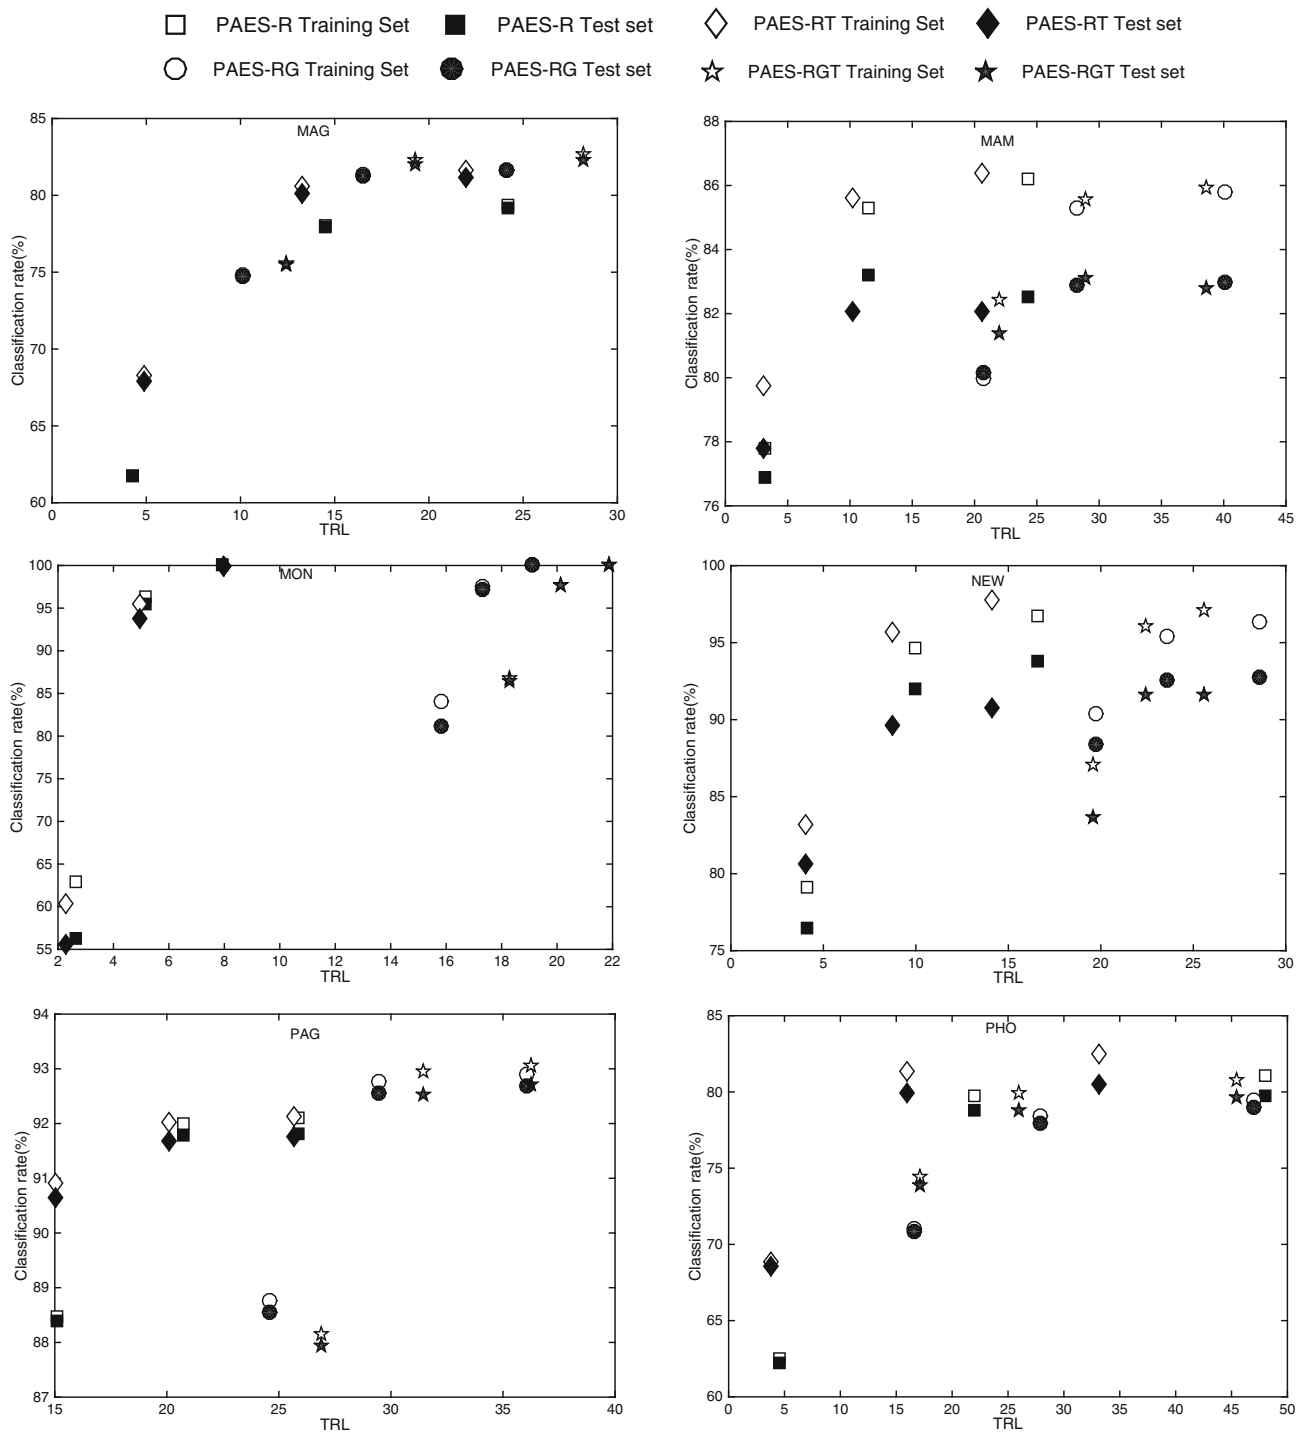 PAES-R Training Set PAES-R Test set PAES-RT Training Set PAES-RT Test set
PAES-RG Training Set PAES-RG Test set PAES-RGT Training Set PAES-RGT Test set
MAG
Classification rate(%)
85
80
75
70
65
60
0 5 10 15 20 25 30
TRL
MAM
Classification rate(%)
88
86
84
82
80
78
76
0 5 10 15 20 25 30 35 40 45
TRL
MON
Classification rate(%)
100
95
90
85
80
75
70
65
60
55
2 4 6 8 10 12 14 16 18 20 22
TRL
NEW
Classification rate(%)
100
95
90
85
80
75
0 5 10 15 20 25 30
TRL
PAG
Classification rate(%)
94
93
92
91
90
89
88
87
15 20 25 30 35 40
TRL
PHO
Classification rate(%)
85
80
75
70
65
60
0 5 10 15 20 25 30 35 40 45 50
TRL